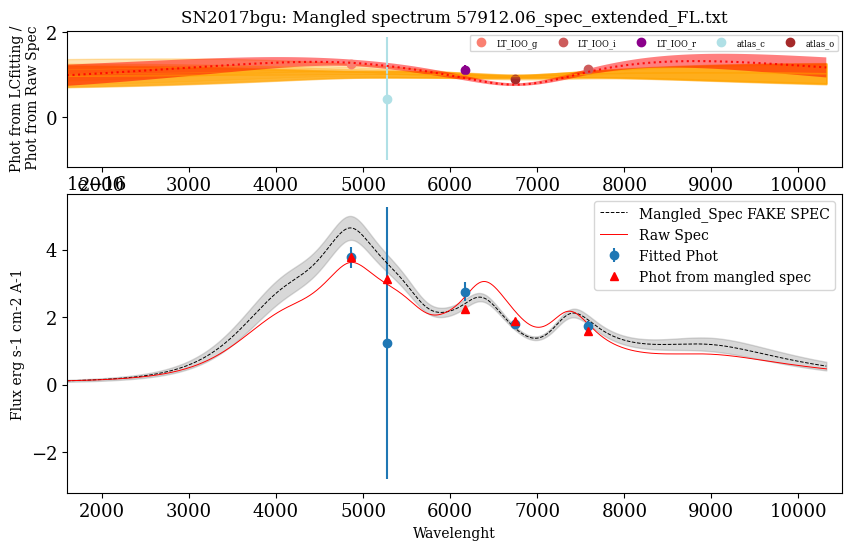 SN2017bgu: Mangled spectrum 57912.06_spec_extended_FL.txt
Phot from LCfitting /
Phot from Raw Spec
2
0
LT_IOO_g
LT_IOO_i
LT_IOO_r
atlas_c
atlas_o
2000 3000 4000 5000 6000 7000 8000 9000 10000
1e−16
Flux erg s-1 cm-2 A-1
4
2
0
−2
Mangled_Spec FAKE SPEC
Raw Spec
Fitted Phot
Phot from mangled spec
2000 3000 4000 5000 6000 7000 8000 9000 10000
Wavelenght